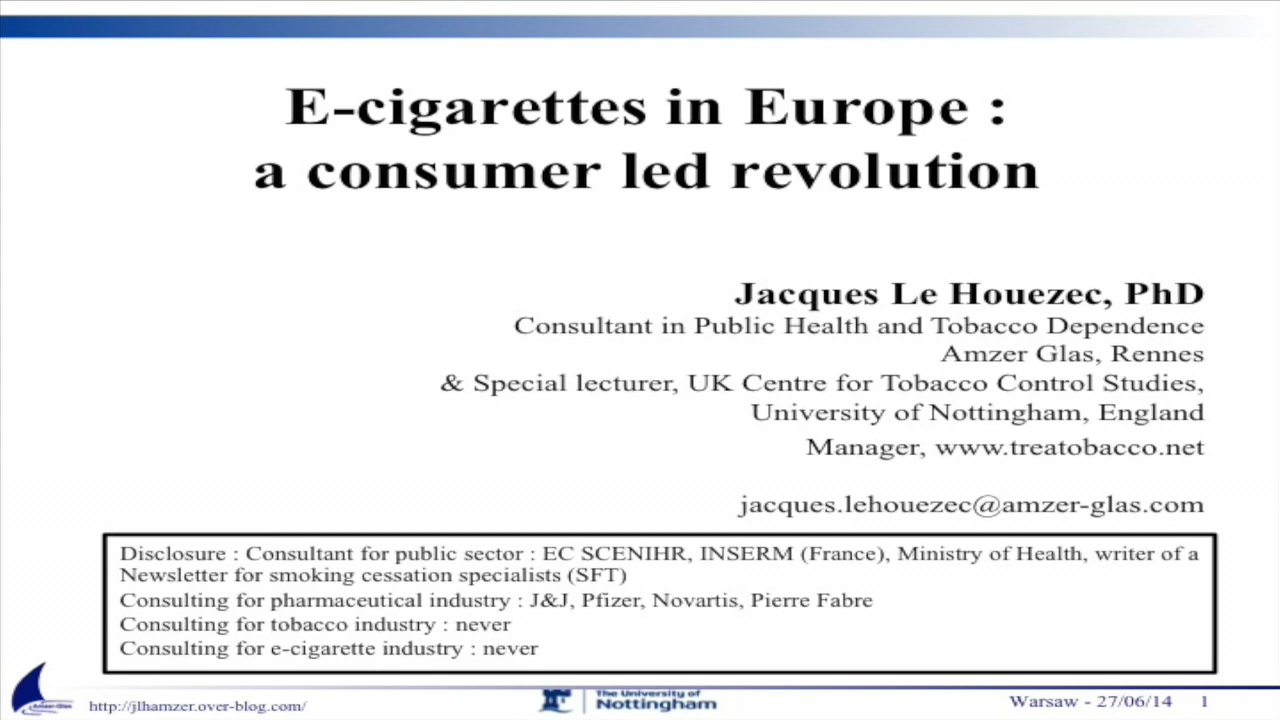 E-cigarettes in Europe :
a consumer led revolution
Jacques Le Houezec, PhD
Consultant in Public Health and Tobacco Dependence
Amzer Glas, Rennes
& Special lecturer, UK Centre for Tobacco Control Studies,
University of Nottingham, England
Manager, www.treatobacco.net
jacques.lehouezec@amzer-glas.com
Disclosure : Consultant for public sector : EC SCENIHR, INSERM (France), Ministry of Health, writer of a
Newsletter for smoking cessation specialists (SFT)
Consulting for pharmaceutical industry : J&J, Pfizer, Novartis, Pierre Fabre
Consulting for tobacco industry : never
Consulting for e-cigarette industry : never
Amzer Glas
http://jlhamzer.over-blog.com/
The University of
Nottingham
Warsaw - 27/06/14 1